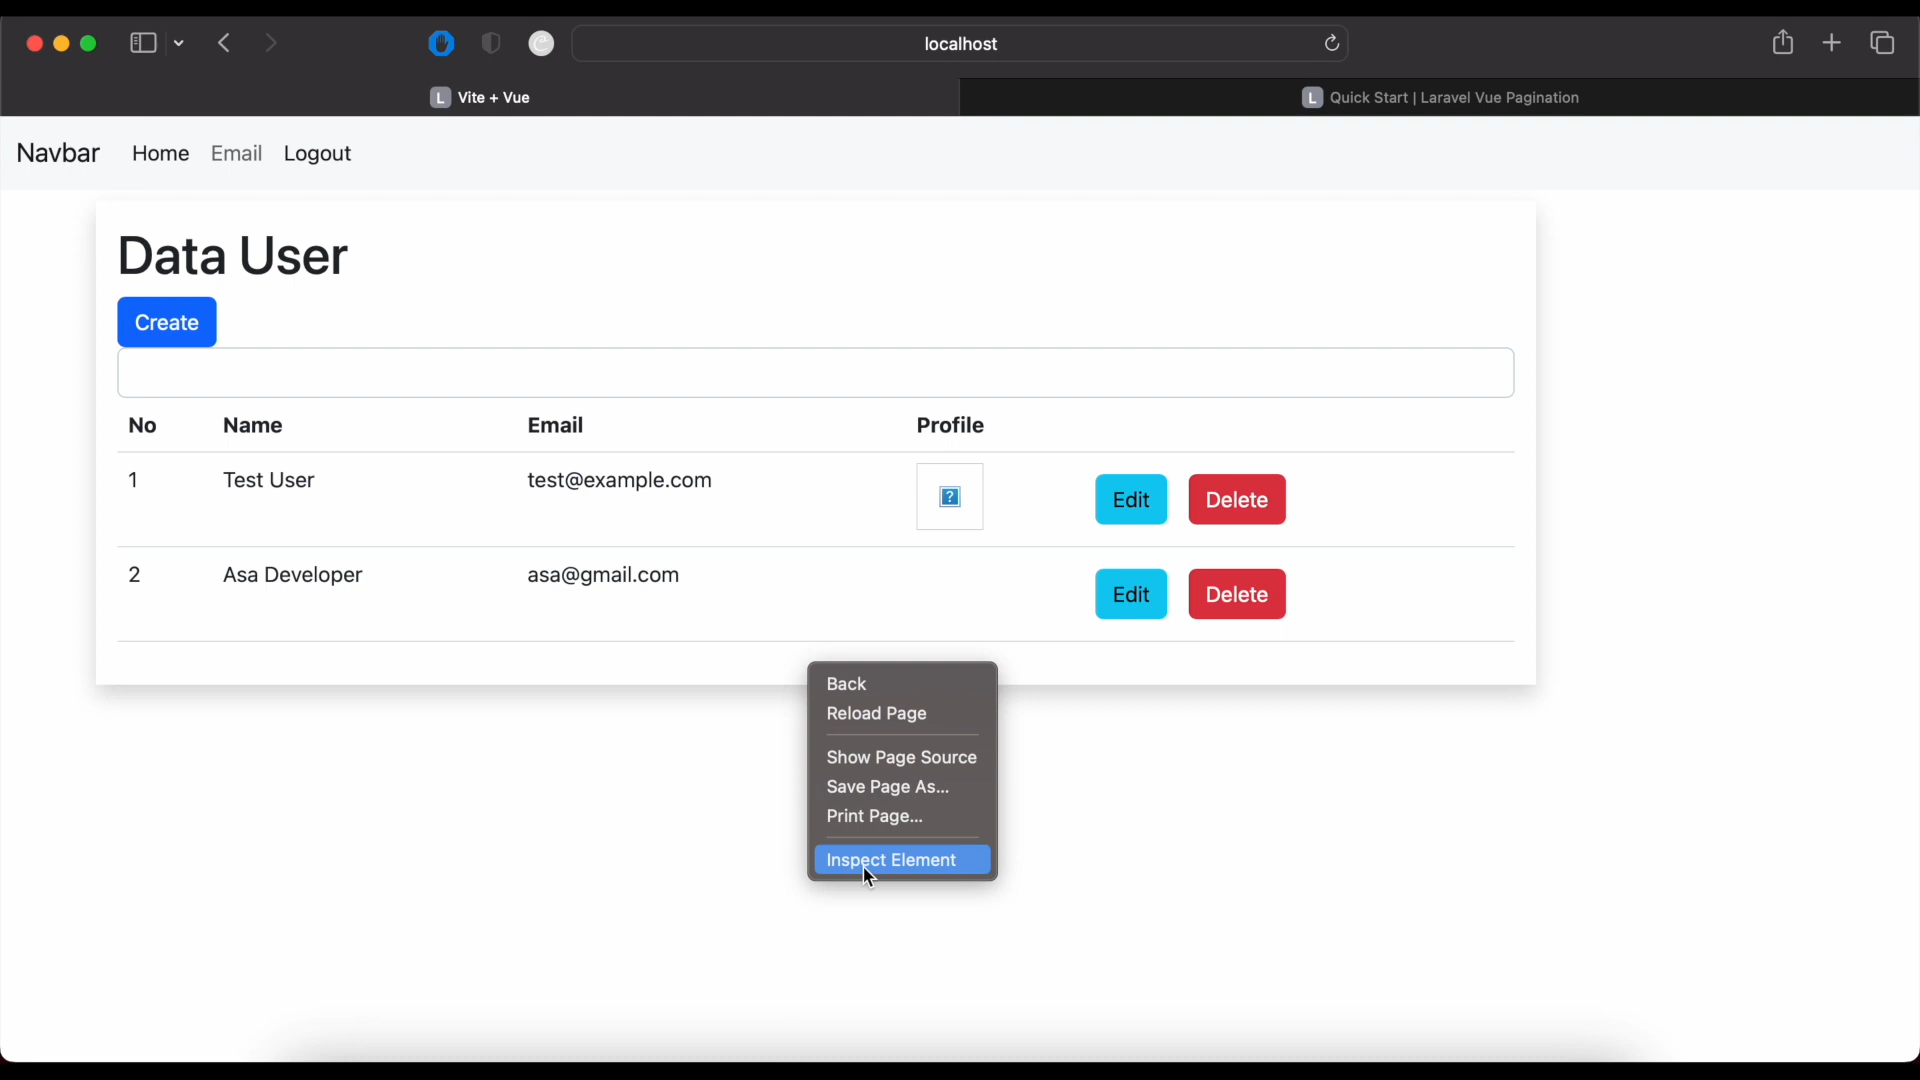 localhost
L Vite + Vue
L Quick Start | Laravel Vue Pagination
Navbar Home Email Logout
Data User
Create
No Name Email Profile
1 Test User test@example.com ? Edit Delete
2 Asa Developer asa@gmail.com Edit Delete
Back
Reload Page
Show Page Source
Save Page As...
Print Page...
Inspect Element